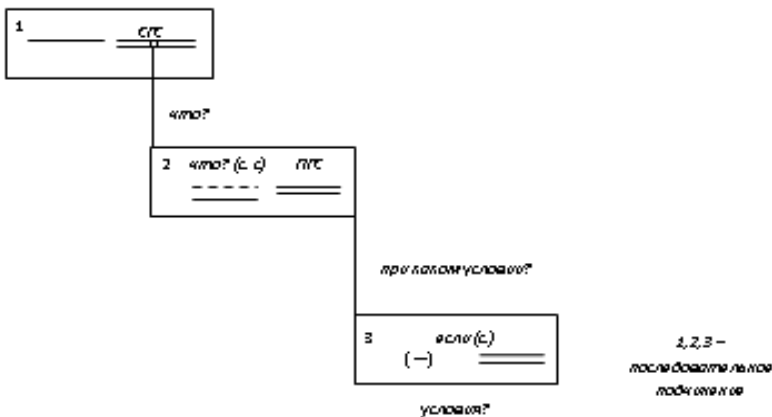 1 СГС
что?
2 что? (с. с) ПГС
при каком условии?
3 если (с.)
(—)
1,2,3 –
последовательное
подчинение
условия?